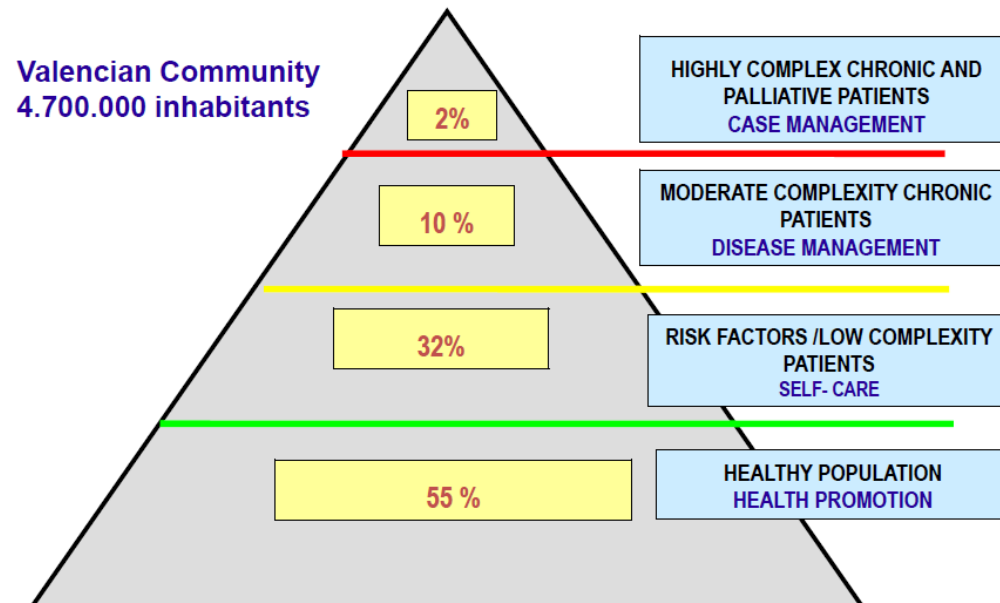 Valencian Community
4.700.000 inhabitants
2%
HIGHLY COMPLEX CHRONIC AND
PALLIATIVE PATIENTS
CASE MANAGEMENT
10 %
MODERATE COMPLEXITY CHRONIC
PATIENTS
DISEASE MANAGEMENT
32%
RISK FACTORS /LOW COMPLEXITY
PATIENTS
SELF- CARE
55 %
HEALTHY POPULATION
HEALTH PROMOTION